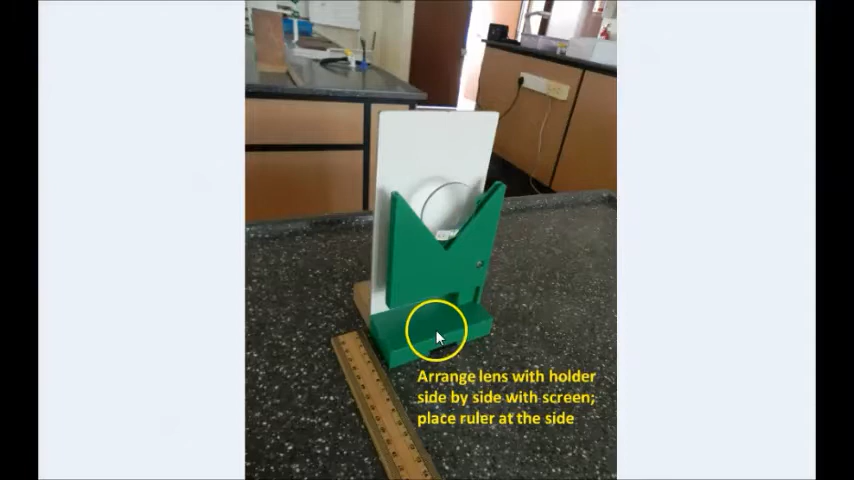 Arrange lens with holder
side by side with screen;
place ruler at the side